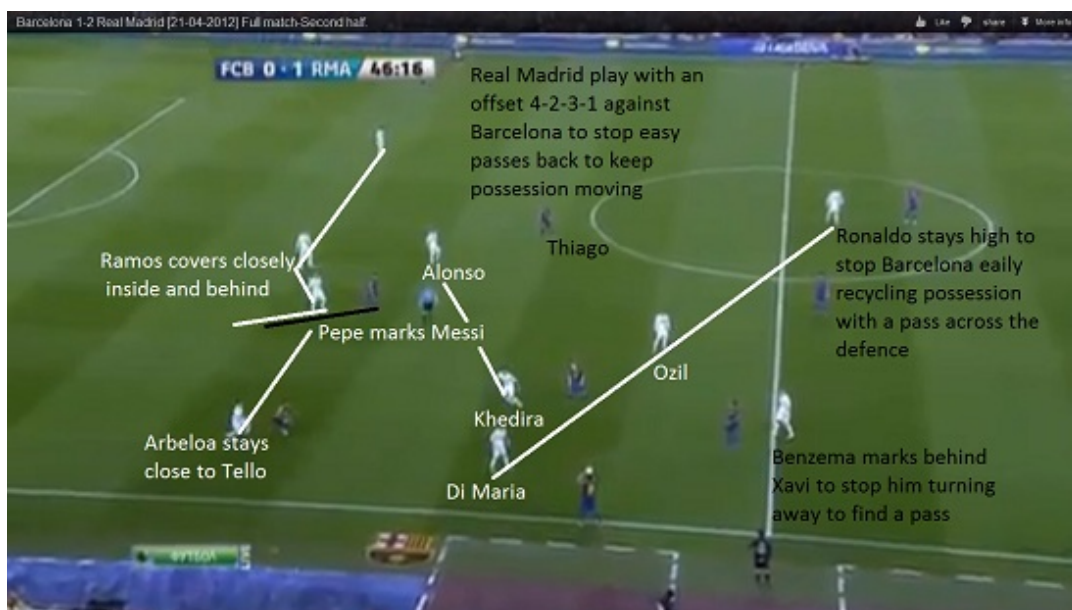 Barcelona 1-2 Real Madrid [21-04-2012] Full match-Second half.
Like
share
More info
FCB 0 - 1 RMA 46:16
Real Madrid play with an
offset 4-2-3-1 against
Barcelona to stop easy
passes back to keep
possession moving
Thiago
Ronaldo stays high to
stop Barcelona eaily
recycling possession
with a pass across the
defence
Ramos covers closely
inside and behind
Alonso
Pepe marks Messi
Ozil
Khedira
Arbeloa stays
close to Tello
Di Maria
Benzema marks behind
Xavi to stop him turning
away to find a pass